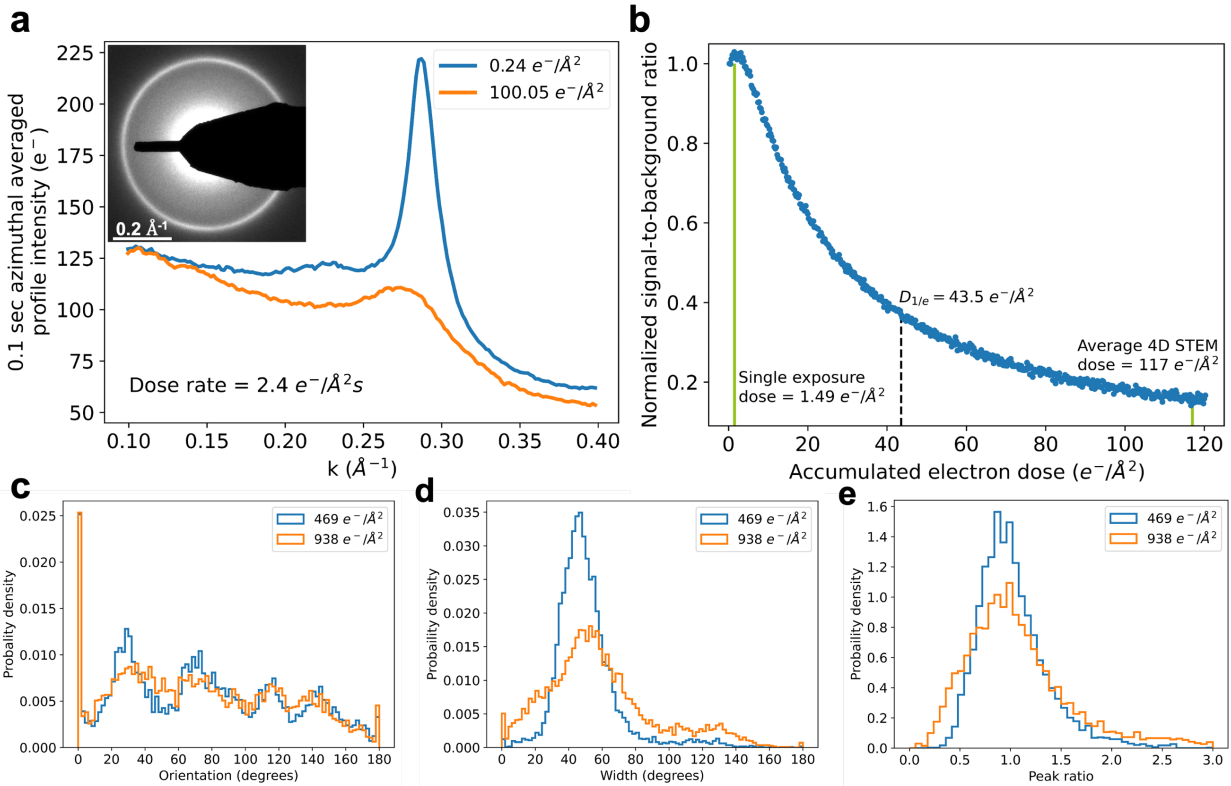 a
225
200
175
150
125
100
75
50
0.1 sec azimuthal averaged
profile intensity (e⁻)
0.2 Å⁻¹
0.24 e⁻/Å²
100.05 e⁻/Å²
Dose rate = 2.4 e⁻/Å²s
0.10 0.15 0.20 0.25 0.30 0.35 0.40
k (Å⁻¹)
b
Normalized signal-to-background ratio
1.0
0.8
0.6
0.4
0.2
D1/e = 43.5 e⁻/Å²
Single exposure
dose = 1.49 e⁻/Å²
Average 4D STEM
dose = 117 e⁻/Å²
0 20 40 60 80 100 120
Accumulated electron dose (e⁻/Å²)
c
Probality density
0.025
0.020
0.015
0.010
0.005
0.000
469 e⁻/Å²
938 e⁻/Å²
0 20 40 60 80 100 120 140 160 180
Orientation (degrees)
d
Probaility density
0.035
0.030
0.025
0.020
0.015
0.010
0.005
0.000
469 e⁻/Å²
938 e⁻/Å²
0 20 40 60 80 100 120 140 160 180
Width (degrees)
e
Probaility density
1.6
1.4
1.2
1.0
0.8
0.6
0.4
0.2
0.0
469 e⁻/Å²
938 e⁻/Å²
0.0 0.5 1.0 1.5 2.0 2.5 3.0
Peak ratio